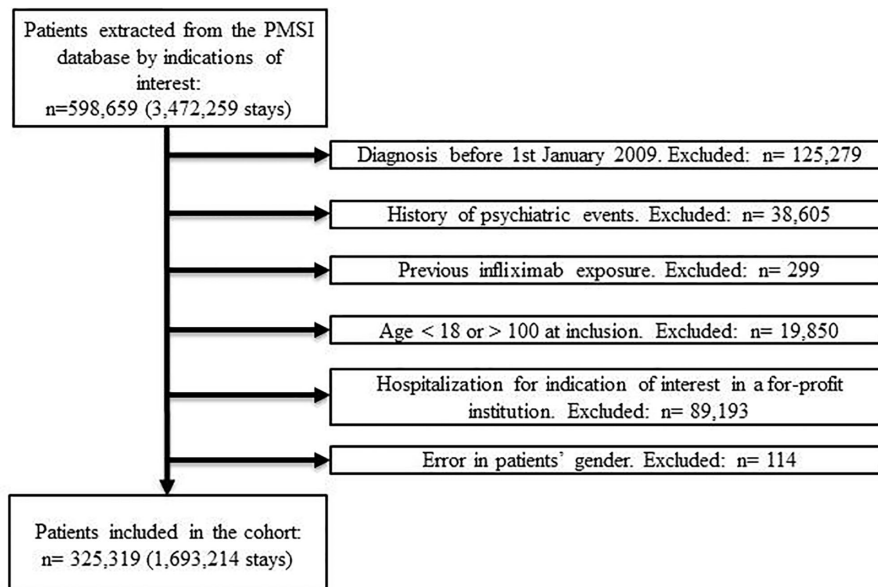 Patients extracted from the PMSI
database by indications of
interest:
n=598,659 (3,472,259 stays)
Diagnosis before 1st January 2009. Excluded: n= 125,279
History of psychiatric events. Excluded: n= 38,605
Previous infliximab exposure. Excluded: n= 299
Age < 18 or > 100 at inclusion. Excluded: n= 19,850
Hospitalization for indication of interest in a for-profit
institution. Excluded: n= 89,193
Error in patients’ gender. Excluded: n= 114
Patients included in the cohort:
n= 325,319 (1,693,214 stays)